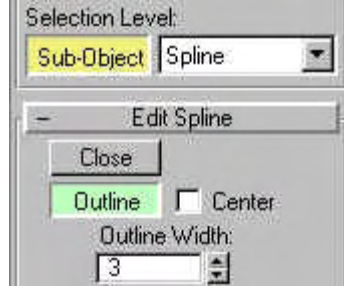 Selection Level:
Sub-Object Spline
- Edit Spline
Close
Outline Center
Outline Width:
3